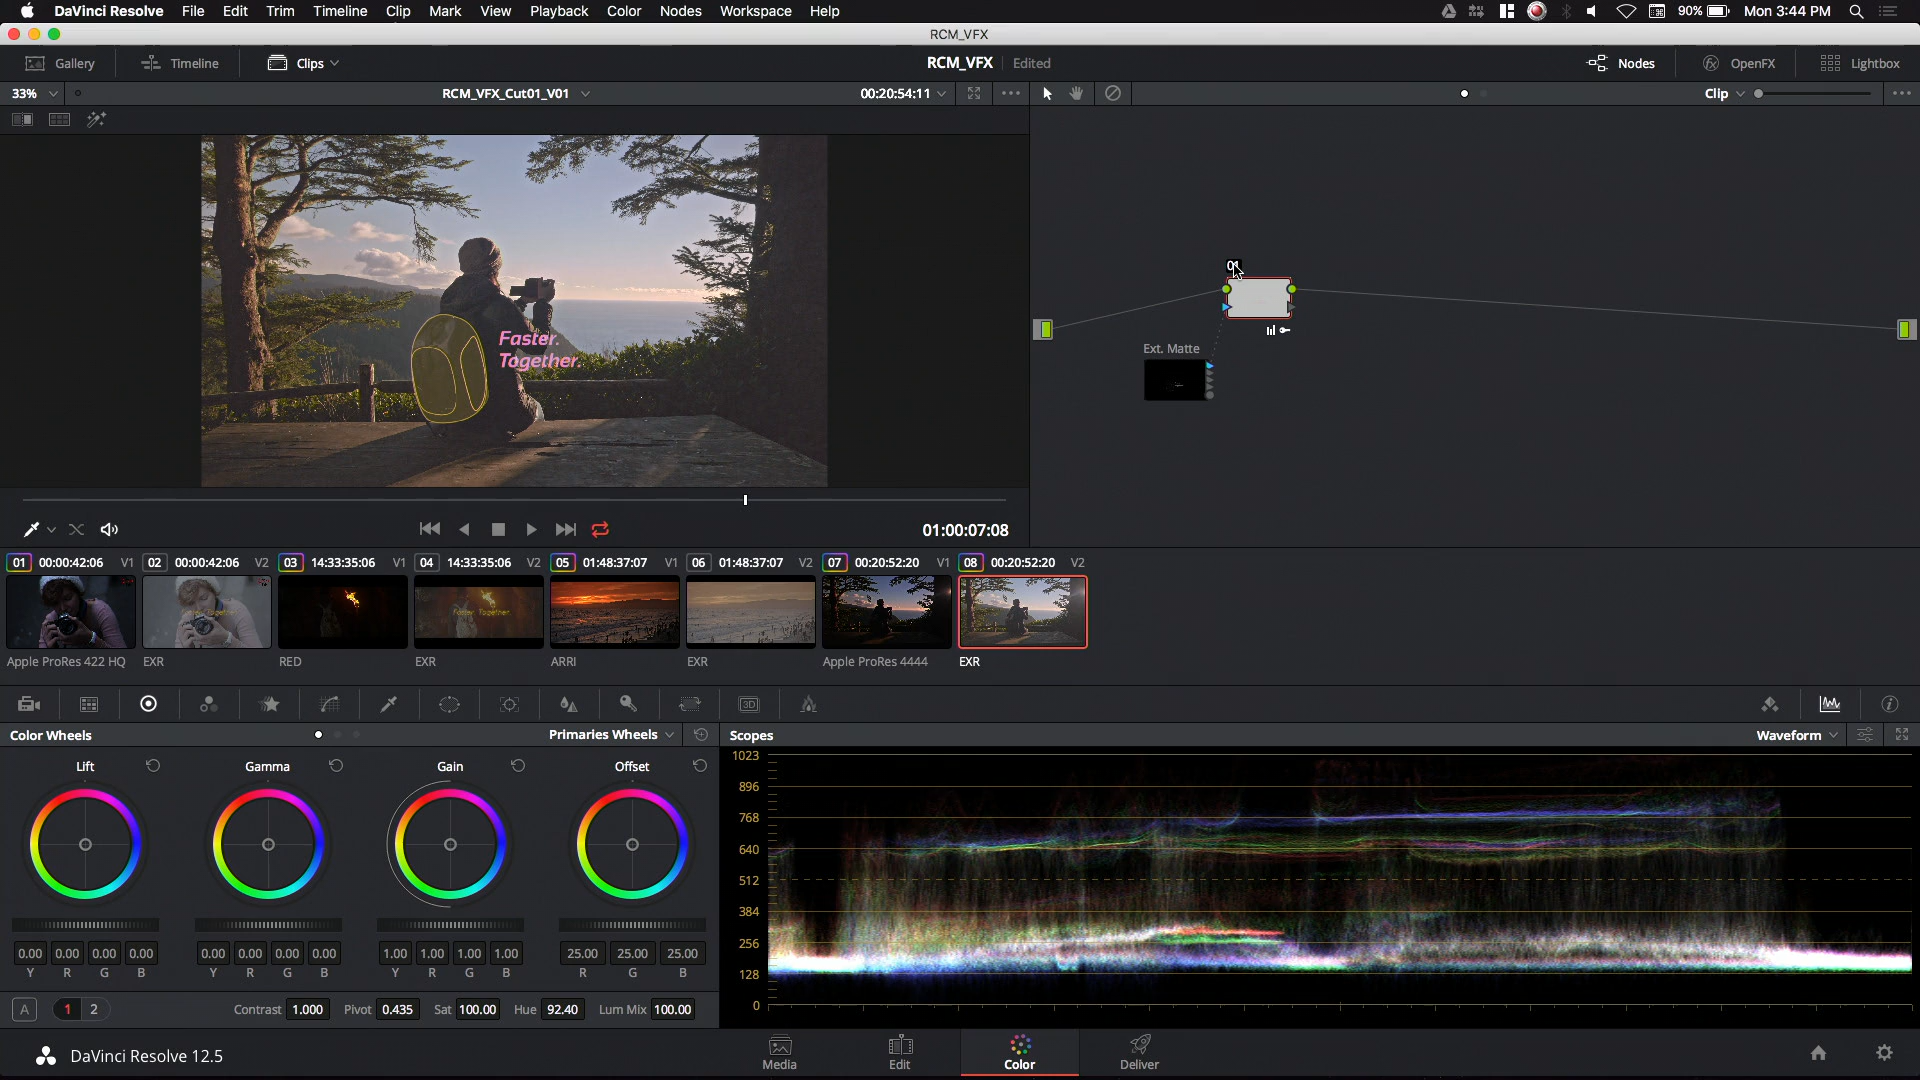 DaVinci Resolve File Edit Trim Timeline Clip Mark View Playback Color Nodes Workspace Help 90% Mon 3:44 PM
RCM_VFX
Gallery Timeline Clips RCM_VFX Edited Nodes OpenFX Lightbox
33% RCM_VFX_Cut01_V01 00:20:54:11 Clip
Faster.
Together.
Ext. Matte
01:00:07:08
01 00:00:42:06 V1 02 00:00:42:06 V2 03 14:33:35:06 V1 04 14:33:35:06 V2 05 01:48:37:07 V1 06 01:48:37:07 V2 07 00:20:52:20 V1 08 00:20:52:20 V2
Faster Together.
Apple ProRes 422 HQ EXR RED EXR ARRI EXR Apple ProRes 4444 EXR
3D
Color Wheels Primaries Wheels Scopes Waveform
Lift Gamma Gain Offset
1023
896
768
640
512
384
256
128
0
0.00 0.00 0.00 0.00 0.00 0.00 0.00 0.00 1.00 1.00 1.00 1.00 25.00 25.00 25.00
Y R G B Y R G B Y R G B R G B
A 1 2 Contrast 1.000 Pivot 0.435 Sat 100.00 Hue 92.40 Lum Mix 100.00
DaVinci Resolve 12.5 Media Edit Color Deliver